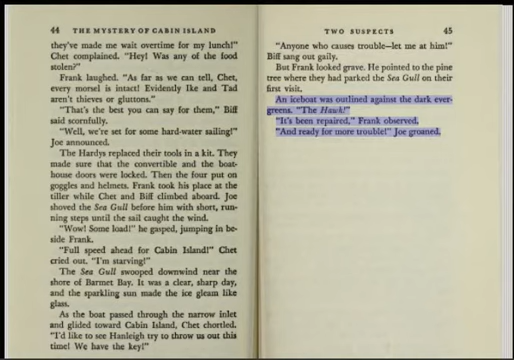 44 THE MYSTERY OF CABIN ISLAND
they've made me wait overtime for my lunch!"
Chet complained. "Hey! Was any of the food
stolen?"
Frank laughed. "As far as we can tell, Chet,
every morsel is intact! Evidently Ike and Tad
aren't thieves or gluttons."
"That's the best you can say for them," Biff
said scornfully.
"Well, we're set for some hard-water sailing!"
Joe announced.
The Hardys replaced their tools in a kit. They
made sure that the convertible and the boat-
house doors were locked. Then the four put on
goggles and helmets. Frank took his place at the
tiller while Chet and Biff climbed aboard. Joe
shoved the Sea Gull before him with short, run-
ning steps until the sail caught the wind.
"Wow! Some load!" he gasped, jumping in be-
side Frank.
"Full speed ahead for Cabin Island!" Chet
cried out. "I'm starving!"
The Sea Gull swooped downwind near the
shore of Barmet Bay. It was a clear, sharp day,
and the sparkling sun made the ice gleam like
glass.
As the boat passed through the narrow inlet
and glided toward Cabin Island, Chet chortled.
"I'd like to see Hanleigh try to throw us out this
time! We have the key!"
TWO SUSPECTS 45
"Anyone who causes trouble—let me at him!"
Biff sang out gaily.
But Frank looked grave. He pointed to the pine
tree where they had parked the Sea Gull on their
first visit.
An iceboat was outlined against the dark ever-
greens. "The Hawk!"
"It's been repaired," Frank observed.
"And ready for more trouble!" Joe groaned.